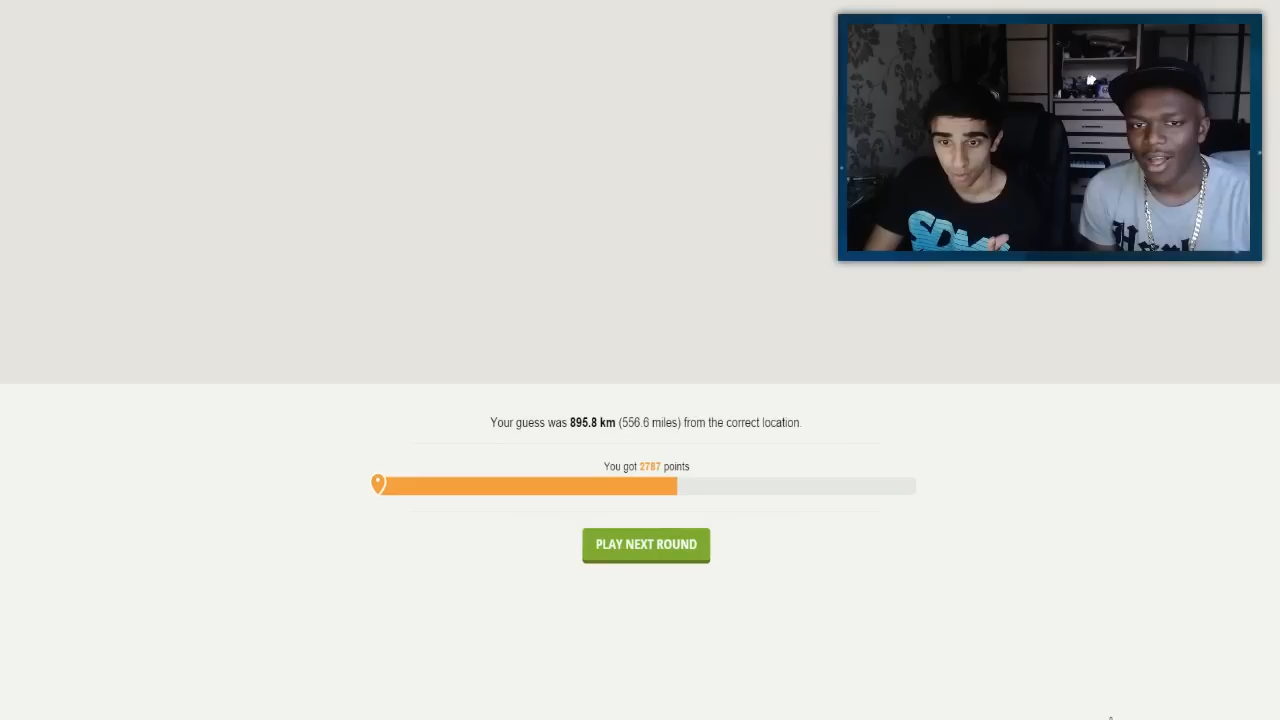 SDMN
Your guess was 895.8 km (556.6 miles) from the correct location.
You got 2787 points
PLAY NEXT ROUND